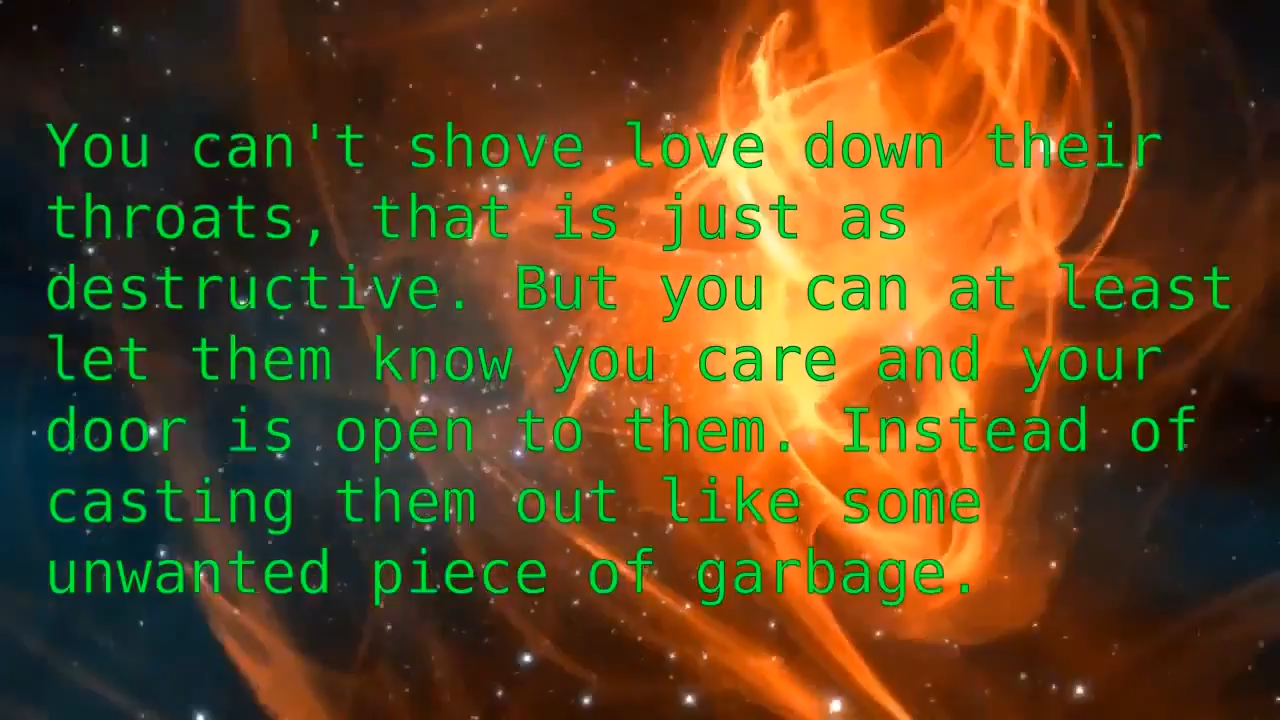 You can't shove love down their
throats, that is just as
destructive. But you can at least
let them know you care and your
door is open to them. Instead of
casting them out like some
unwanted piece of garbage.